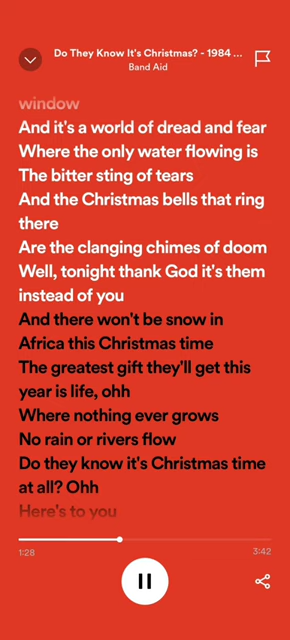 Do They Know It's Christmas? - 1984 ...
Band Aid
window
And it's a world of dread and fear
Where the only water flowing is
The bitter sting of tears
And the Christmas bells that ring
there
Are the clanging chimes of doom
Well, tonight thank God it's them
instead of you
And there won't be snow in
Africa this Christmas time
The greatest gift they'll get this
year is life, ohh
Where nothing ever grows
No rain or rivers flow
Do they know it's Christmas time
at all? Ohh
Here's to you
1:28
3:42